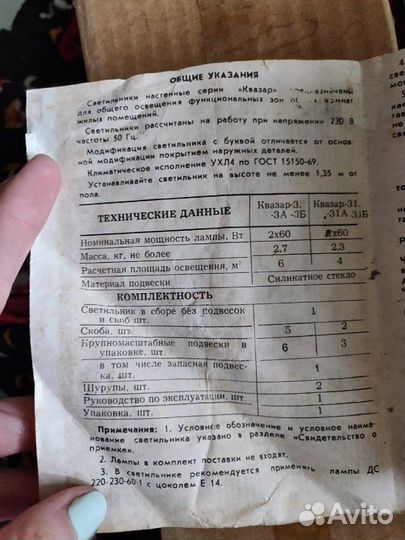 ОБЩИЕ УКАЗАНИЯ
Светильники настенные серии «Квазар» предназначены
для общего освещения функциональных зон комнат
жилых помещений.
Светильники рассчитаны на работу при напряжении 220 В
частоты 50 Гц.
Модификация светильника с буквой отличается от основ-
ной модификации покрытием наружных деталей.
Климатическое исполнение УХЛ4 по ГОСТ 15150-69.
Устанавливайте светильник на высоте не менее 1,35 м от
пола.
ТЕХНИЧЕСКИЕ ДАННЫЕ Квазар-3. Квазар-31.
-3А -3Б -31А -31Б
Номинальная мощность лампы, Вт 2х60 2х60
Масса, кг, не более 2,7 2,3
Расчетная площадь освещения, м² 6 4
Материал подвески Силикатное стекло
КОМПЛЕКТНОСТЬ
Светильник в сборе без подвесок
и скоб шт. 1
Скоба, шт. 5 2
Крупномасштабные подвески в
упаковке, шт. 6 3
в том числе запасная подвес-
ка, шт. 1
Шурупы, шт. 2
Руководство по эксплуатации, шт. 1
Упаковка, шт. 1
Примечания: 1. Условное обозначение и условное наиме-
нование светильника указано в разделе «Свидетельство о
приемке».
2. Лампы в комплект поставки не входят.
3. В светильнике рекомендуется применять лампы ДС
220-230-60-1 с цоколем Е 14.
Avito